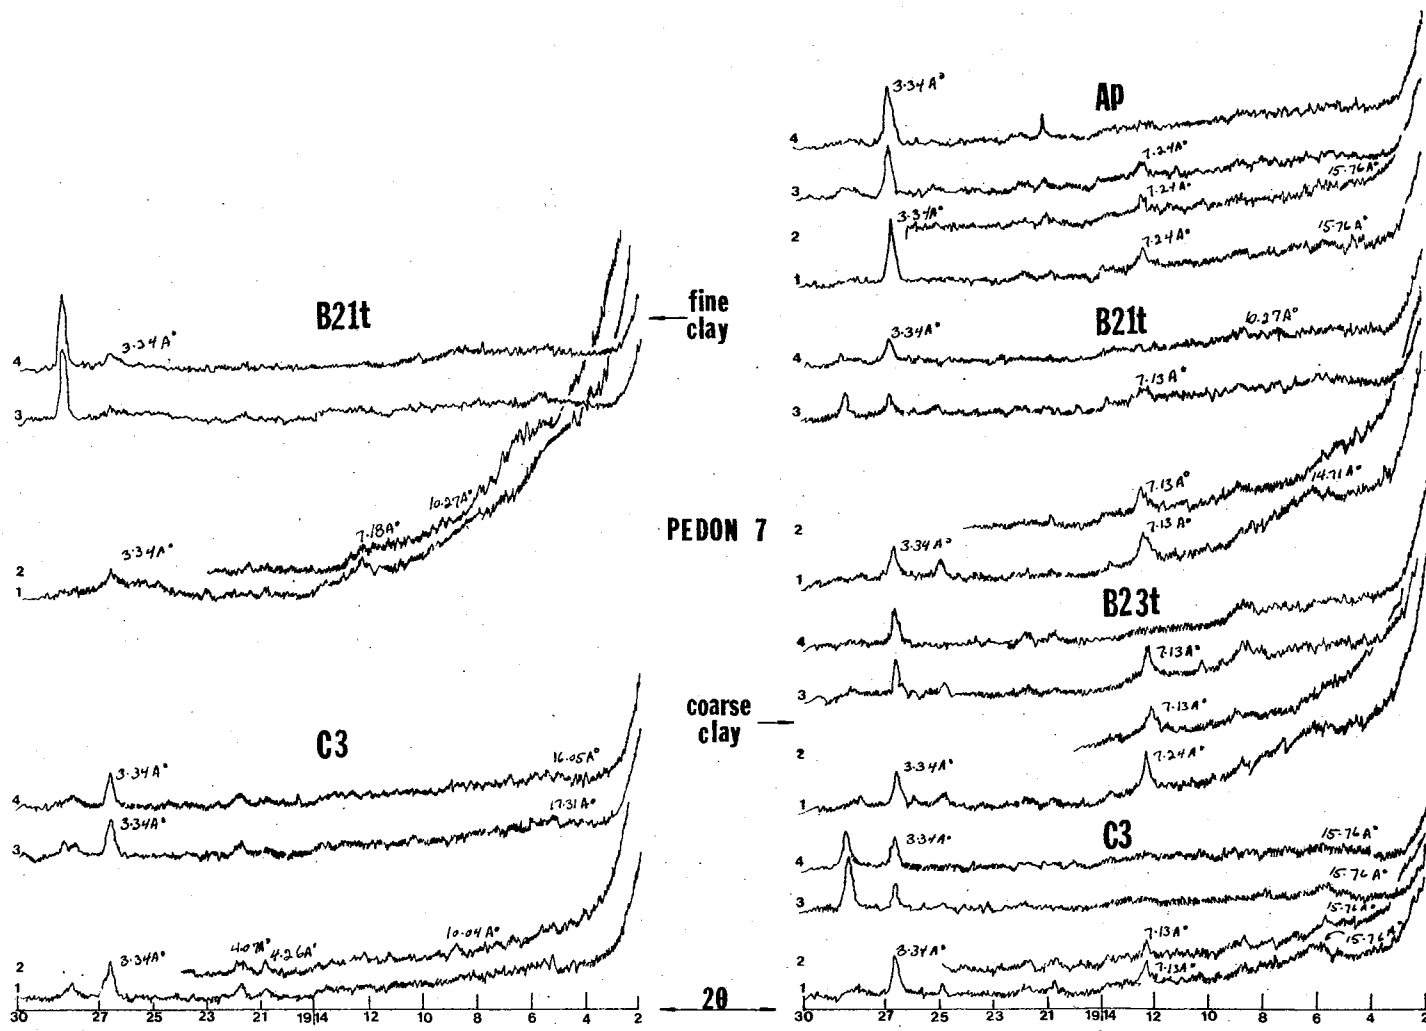 B21t
3.34A°
4
3
10.27A°
7.18A°
3.34A°
2
1
C3
3.34A°
16.05A°
4
17.31A°
3.34A°
3
4.07A°
4.26A°
10.04A°
3.34A°
2
1
30 27 25 23 21 19|14 12 10 8 6 4 2
fine
clay
PEDON 7
coarse
clay
2θ
Ap
3.34A°
4
7.24A°
3
7.24A°
15.76A°
3.34A°
2
7.24A°
15.76A°
1
B21t
3.34A°
10.27A°
4
7.13A°
3
7.13A°
14.71A°
2
7.13A°
3.34A°
1
B23t
4
7.13A°
3
7.13A°
2
7.24A°
3.34A°
1
C3
15.76A°
4
15.76A°
3
15.76A°
7.13A°
15.76A°
3.34A°
2
7.13A°
1
30 27 25 23 21 19|14 12 10 8 6 4 2